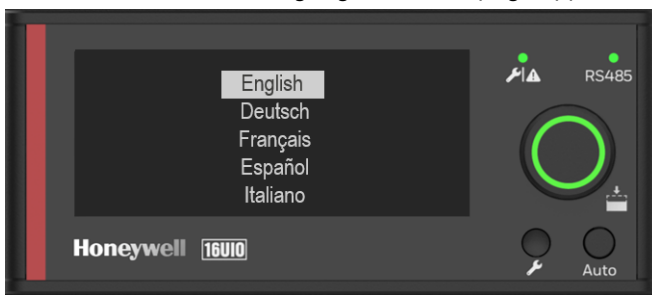 English
Deutsch
Français
Español
Italiano
RS485
Honeywell 16UIO
Auto